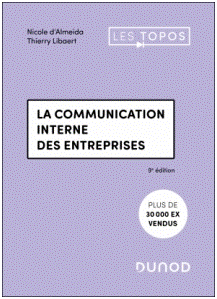 Nicole d'Almeida
Thierry Libaert
LES TOPOS
LA COMMUNICATION
INTERNE
DES ENTREPRISES
9e édition
PLUS DE
30 000 EX
VENDUS
DUNOD